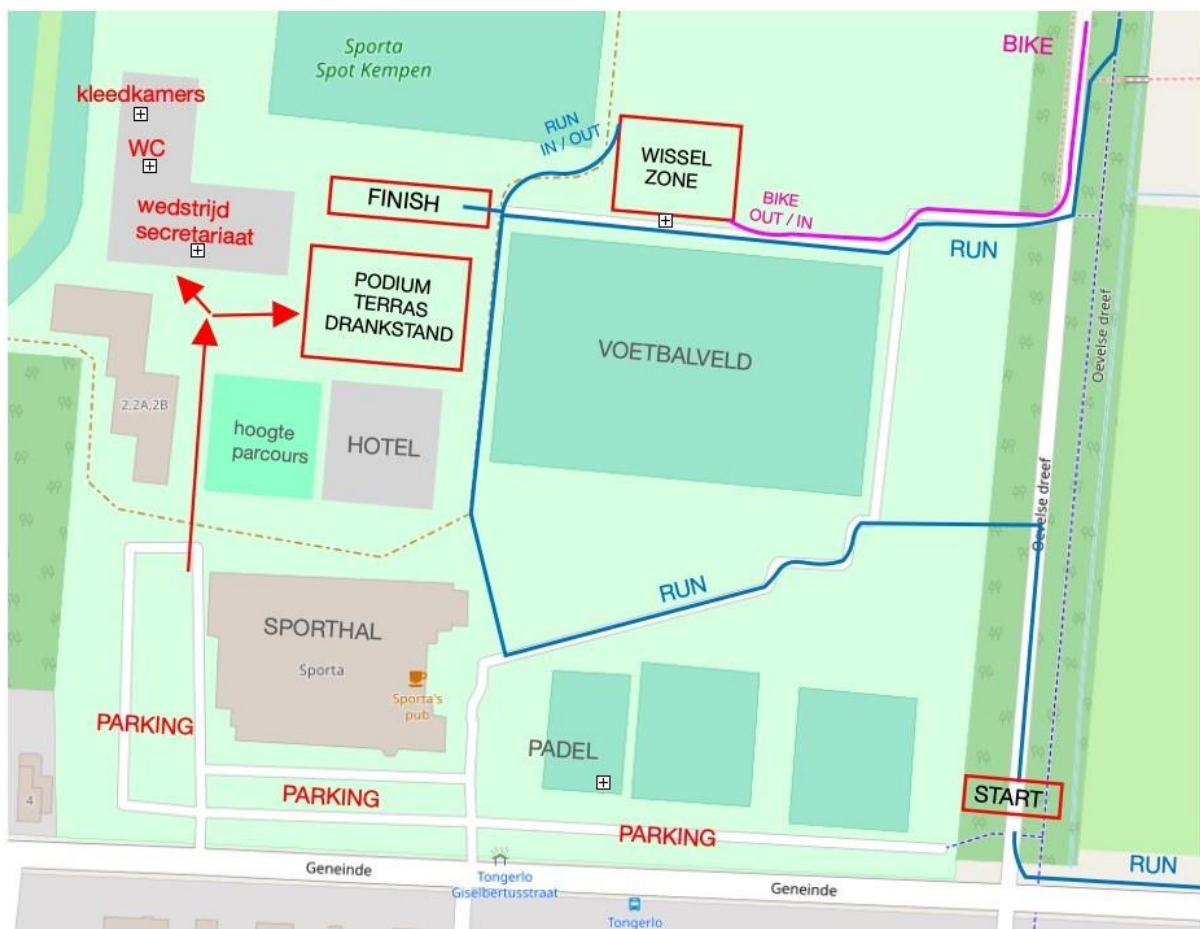 BIKE
Sporta
Spot Kempen
kleedkamers
RUN
IN / OUT
WC
WISSEL
ZONE
FINISH
BIKE
OUT / IN
wedstrijd
secretariaat
RUN
PODIUM
TERRAS
DRANKSTAND
Oevelse dreef
VOETBALVELD
2,2A,2B
hoogte
parcours
HOTEL
Oevelse dreef
RUN
SPORTHAL
Sporta
Sporta's
pub
PARKING
PADEL
4
PARKING
START
PARKING
Geneinde
Tongerlo
Giselbertusstraat
Geneinde
RUN
Tongerlo